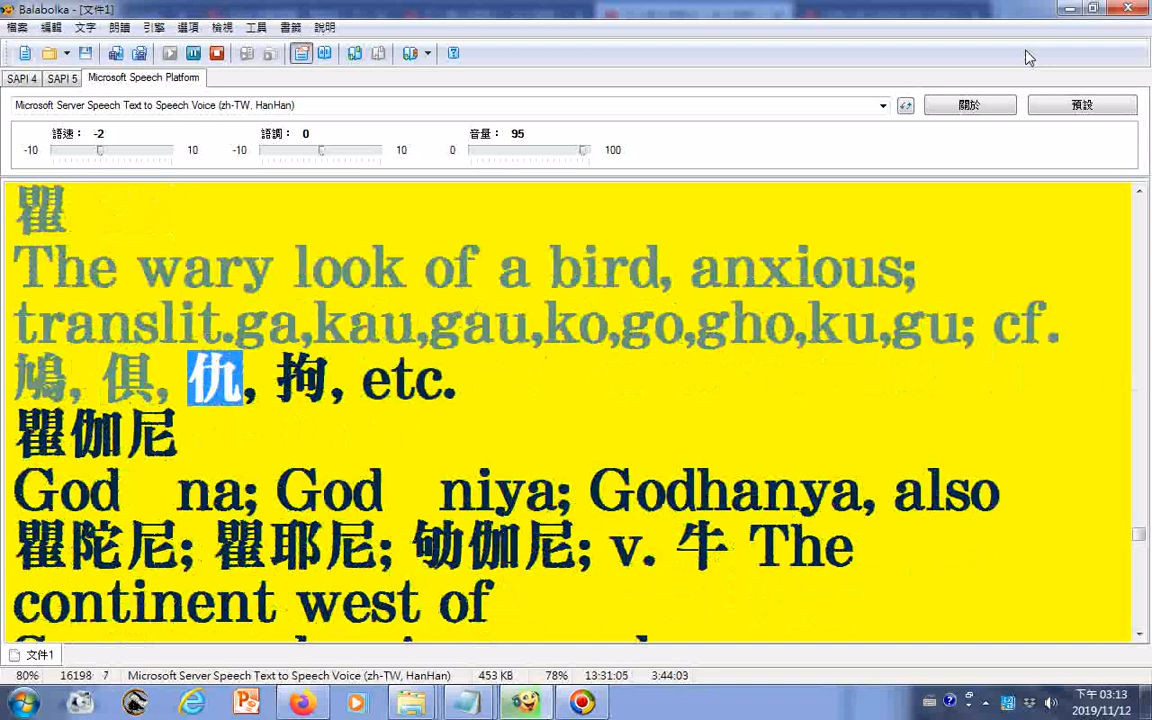 Balabolka - [文件1]
檔案 編輯 文字 朗讀 引擎 選項 檢視 工具 書籤 說明
SAPI 4 SAPI 5 Microsoft Speech Platform
Microsoft Server Speech Text to Speech Voice (zh-TW, HanHan) 關於 預設
語速： -2 語調： 0 音量： 95
-10 10 -10 10 0 100
瞿
The wary look of a bird, anxious;
translit.ga,kau,gau,ko,go,gho,ku,gu; cf.
鳩, 俱, 仇, 拘, etc.
瞿伽尼
God na; God niya; Godhanya, also
瞿陀尼; 瞿耶尼; 劬伽尼; v. 牛 The
continent west of
文件1
80% 16198 7 Microsoft Server Speech Text to Speech Voice (zh-TW, HanHan) 453 KB 78% 13:31:05 3:44:03
下午 03:13
2019/11/12